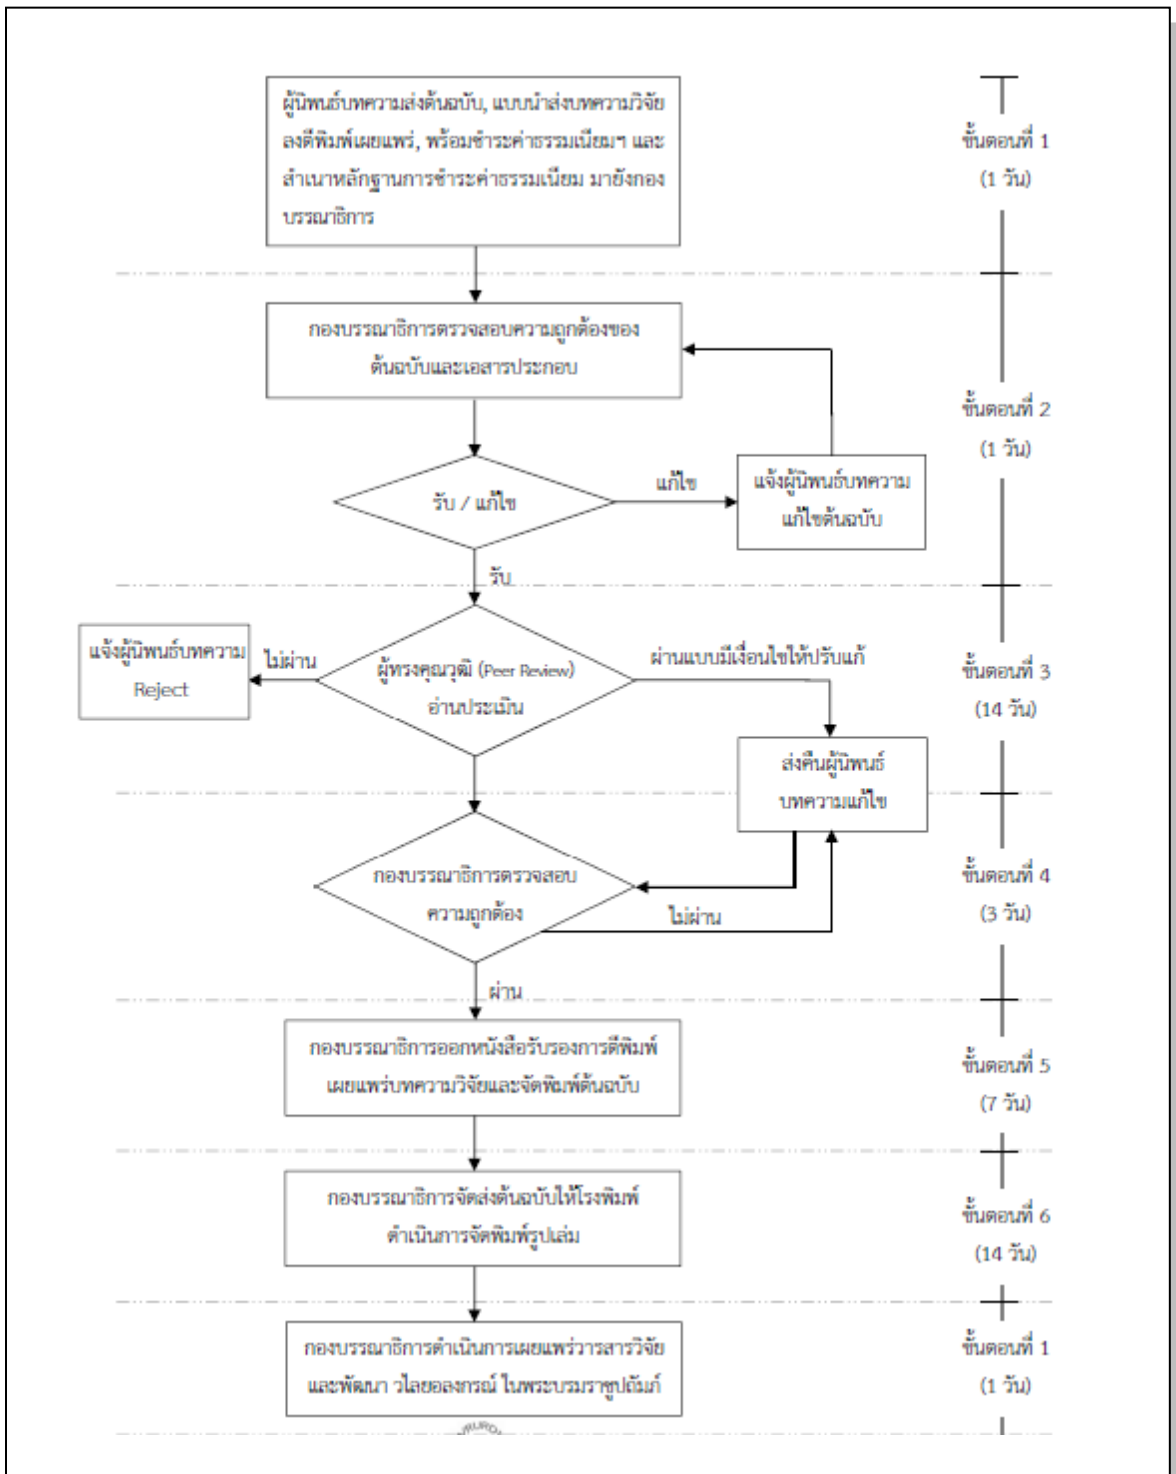 ผู้นิพนธ์บทความส่งต้นฉบับ, แบบนำส่งบทความวิจัย
ลงตีพิมพ์เผยแพร่, พร้อมชำระค่าธรรมเนียมฯ และ
สำเนาหลักฐานการชำระค่าธรรมเนียม มายังกอง
บรรณาธิการ
ขั้นตอนที่ 1
(1 วัน)
กองบรรณาธิการตรวจสอบความถูกต้องของ
ต้นฉบับและเอสารประกอบ
ขั้นตอนที่ 2
(1 วัน)
รับ / แก้ไข
แก้ไข
แจ้งผู้นิพนธ์บทความ
แก้ไขต้นฉบับ
รับ
แจ้งผู้นิพนธ์บทความ
Reject
ไม่ผ่าน
ผู้ทรงคุณวุฒิ (Peer Review)
อ่านประเมิน
ผ่านแบบมีเงื่อนไขให้ปรับแก้
ขั้นตอนที่ 3
(14 วัน)
ส่งคืนผู้นิพนธ์
บทความแก้ไข
กองบรรณาธิการตรวจสอบ
ความถูกต้อง
ไม่ผ่าน
ขั้นตอนที่ 4
(3 วัน)
ผ่าน
กองบรรณาธิการออกหนังสือรับรองการตีพิมพ์
เผยแพร่บทความวิจัยและจัดพิมพ์ต้นฉบับ
ขั้นตอนที่ 5
(7 วัน)
กองบรรณาธิการจัดส่งต้นฉบับให้โรงพิมพ์
ดำเนินการจัดพิมพ์รูปเล่ม
ขั้นตอนที่ 6
(14 วัน)
กองบรรณาธิการดำเนินการเผยแพร่วารสารวิจัย
และพัฒนา วไลยอลงกรณ์ ในพระบรมราชูปถัมภ์
ขั้นตอนที่ 1
(1 วัน)